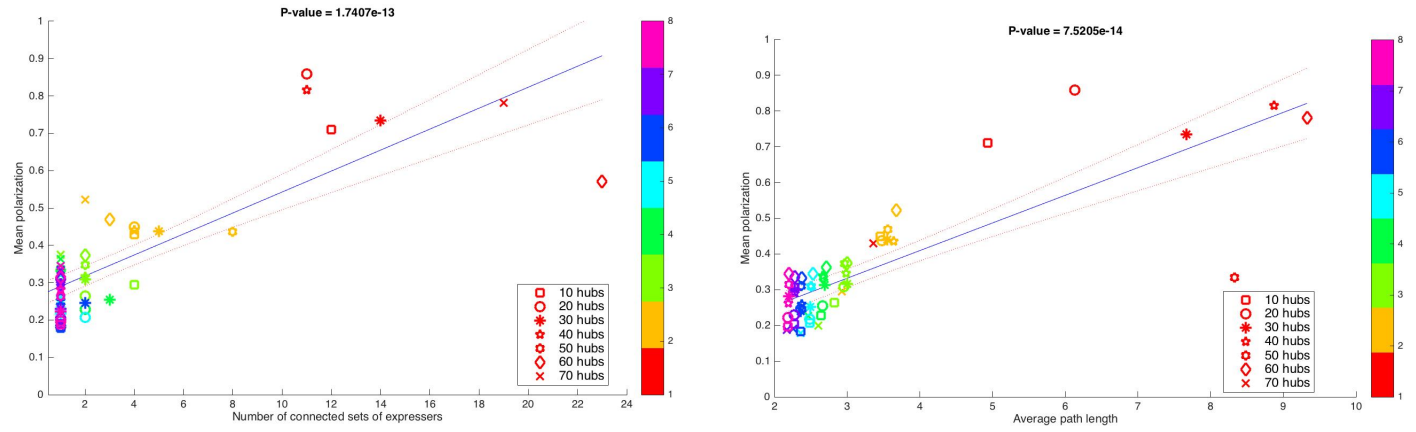 P-value = 1.7407e-13
1
0.9
0.8
0.7
0.6
0.5
0.4
0.3
0.2
0.1
0
Mean polarization
2 4 6 8 10 12 14 16 18 20 22 24
Number of connected sets of expressers
10 hubs
20 hubs
30 hubs
40 hubs
50 hubs
60 hubs
70 hubs
8
7
6
5
4
3
2
1
P-value = 7.5205e-14
1
0.9
0.8
0.7
0.6
0.5
0.4
0.3
0.2
0.1
0
Mean polarization
2 3 4 5 6 7 8 9 10
Average path length
10 hubs
20 hubs
30 hubs
40 hubs
50 hubs
60 hubs
70 hubs
8
7
6
5
4
3
2
1